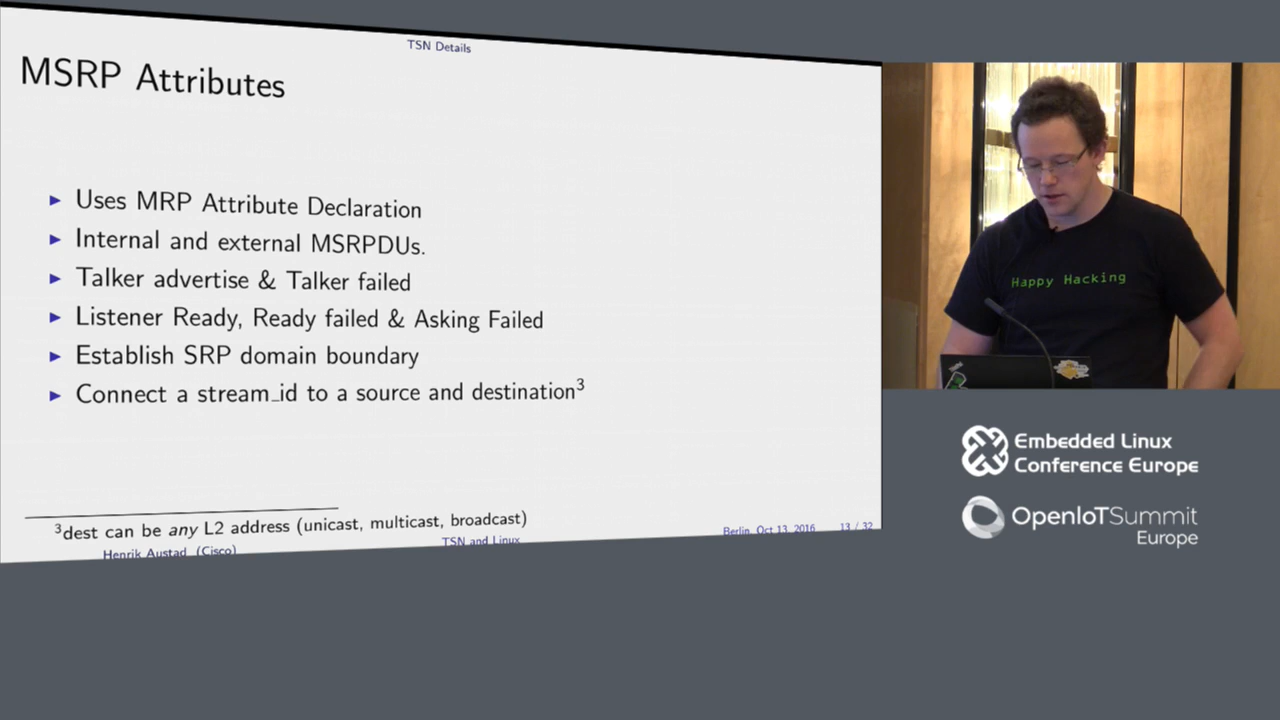 TSN Details
MSRP Attributes
▶ Uses MRP Attribute Declaration
▶ Internal and external MSRPDUs.
▶ Talker advertise & Talker failed
▶ Listener Ready, Ready failed & Asking Failed
▶ Establish SRP domain boundary
▶ Connect a stream_id to a source and destination³
³dest can be any L2 address (unicast, multicast, broadcast)
Henrik Austad (Cisco)
TSN and Linux
Berlin, Oct 13, 2016
13 / 32
Happy Hacking
Embedded Linux
Conference Europe
OpenIoTSummit
Europe